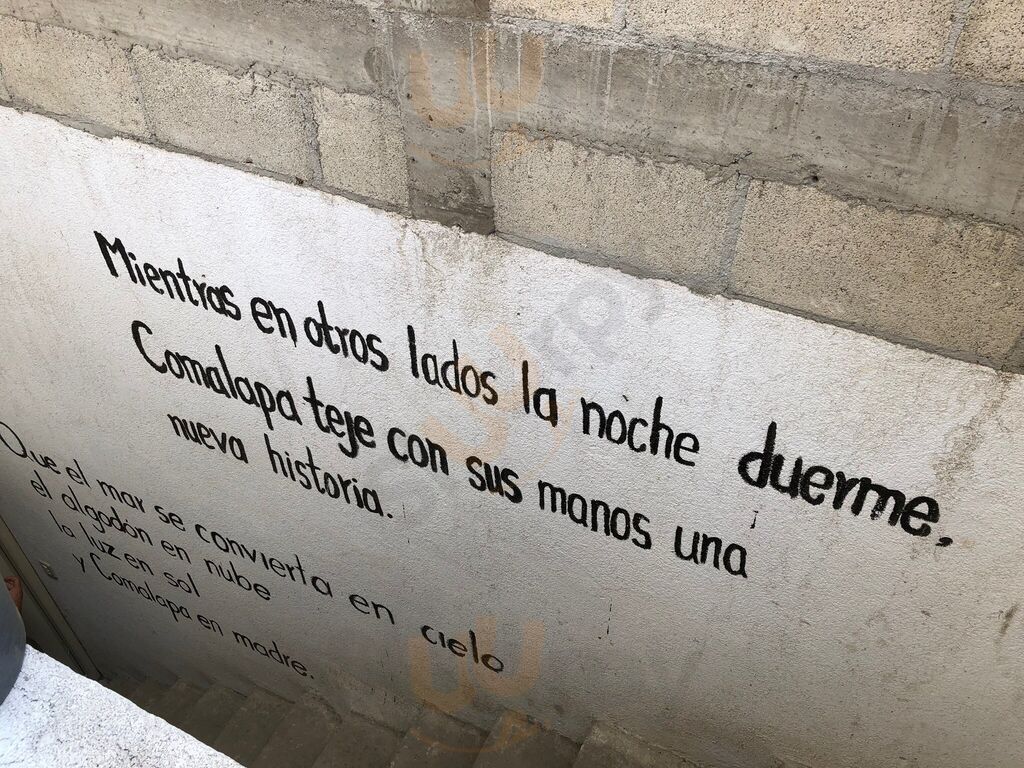 Mientras en otros lados la noche duerme,
Comalapa teje con sus manos una
nueva historia.
Que el mar se convierta en cielo
el algodón en nube
la luz en sol
y Comalapa en madre.